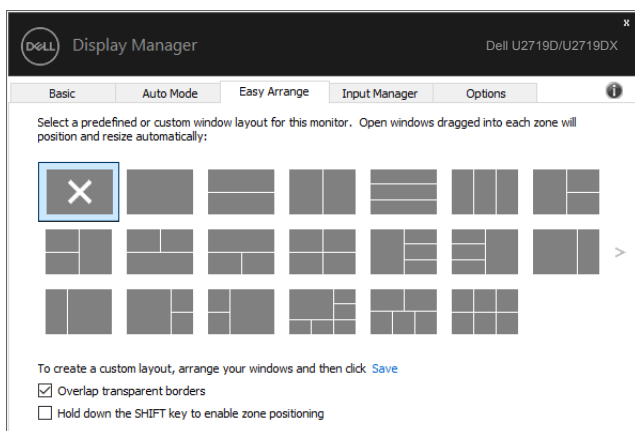 x
DELL Display Manager
Dell U2719D/U2719DX
Basic Auto Mode Easy Arrange Input Manager Options i
Select a predefined or custom window layout for this monitor. Open windows dragged into each zone will
position and resize automatically:
>
To create a custom layout, arrange your windows and then click Save
Overlap transparent borders
Hold down the SHIFT key to enable zone positioning